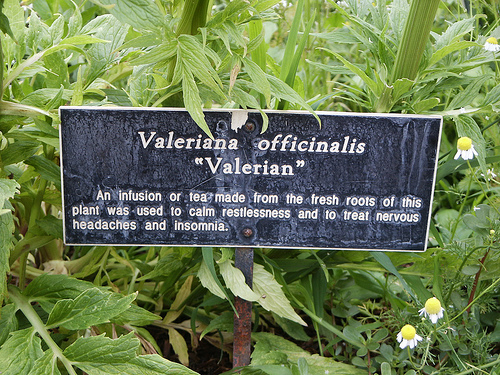 Valeriana officinalis
"Valerian"
An infusion or tea made from the fresh roots of this
plant was used to calm restlessness and to treat nervous
headaches and insomnia.